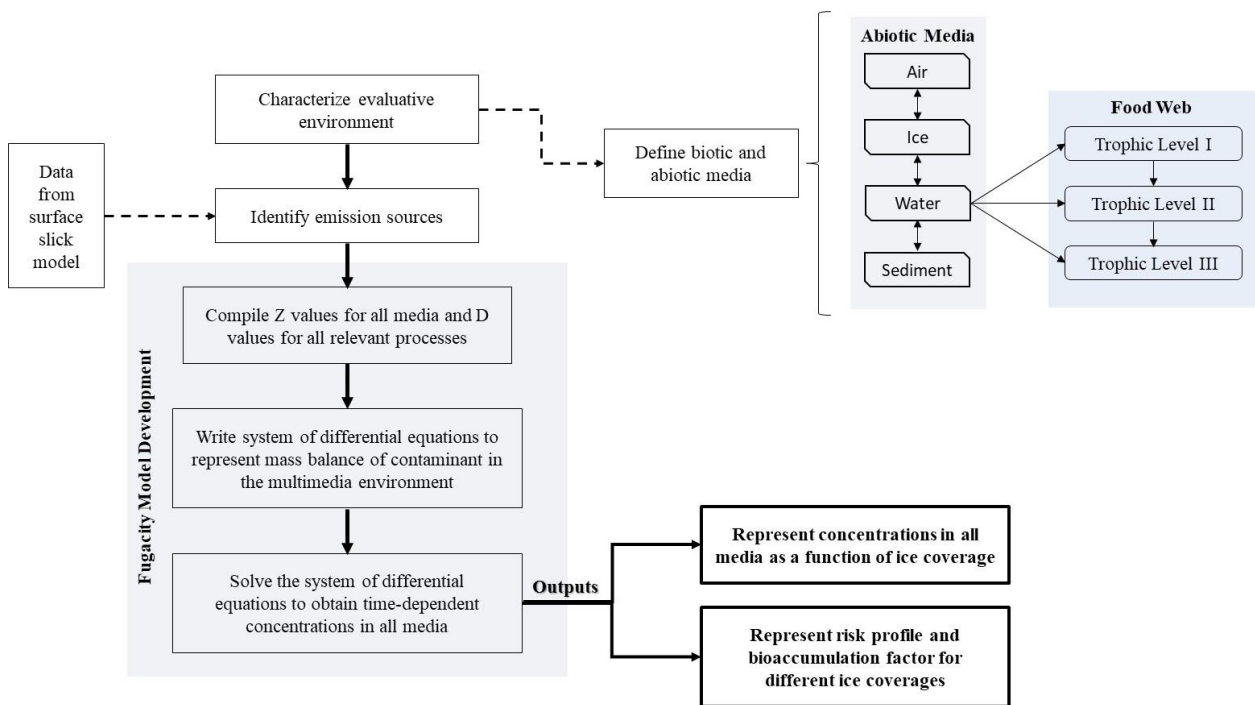 Characterize evaluative
environment
Data
from
surface
slick
model
Identify emission sources
Define biotic and
abiotic media
Abiotic Media
Air
Ice
Water
Sediment
Food Web
Trophic Level I
Trophic Level II
Trophic Level III
Fugacity Model Development
Compile Z values for all media and D
values for all relevant processes
Write system of differential equations to
represent mass balance of contaminant in
the multimedia environment
Solve the system of differential
equations to obtain time-dependent
concentrations in all media
Outputs
Represent concentrations in all
media as a function of ice coverage
Represent risk profile and
bioaccumulation factor for
different ice coverages